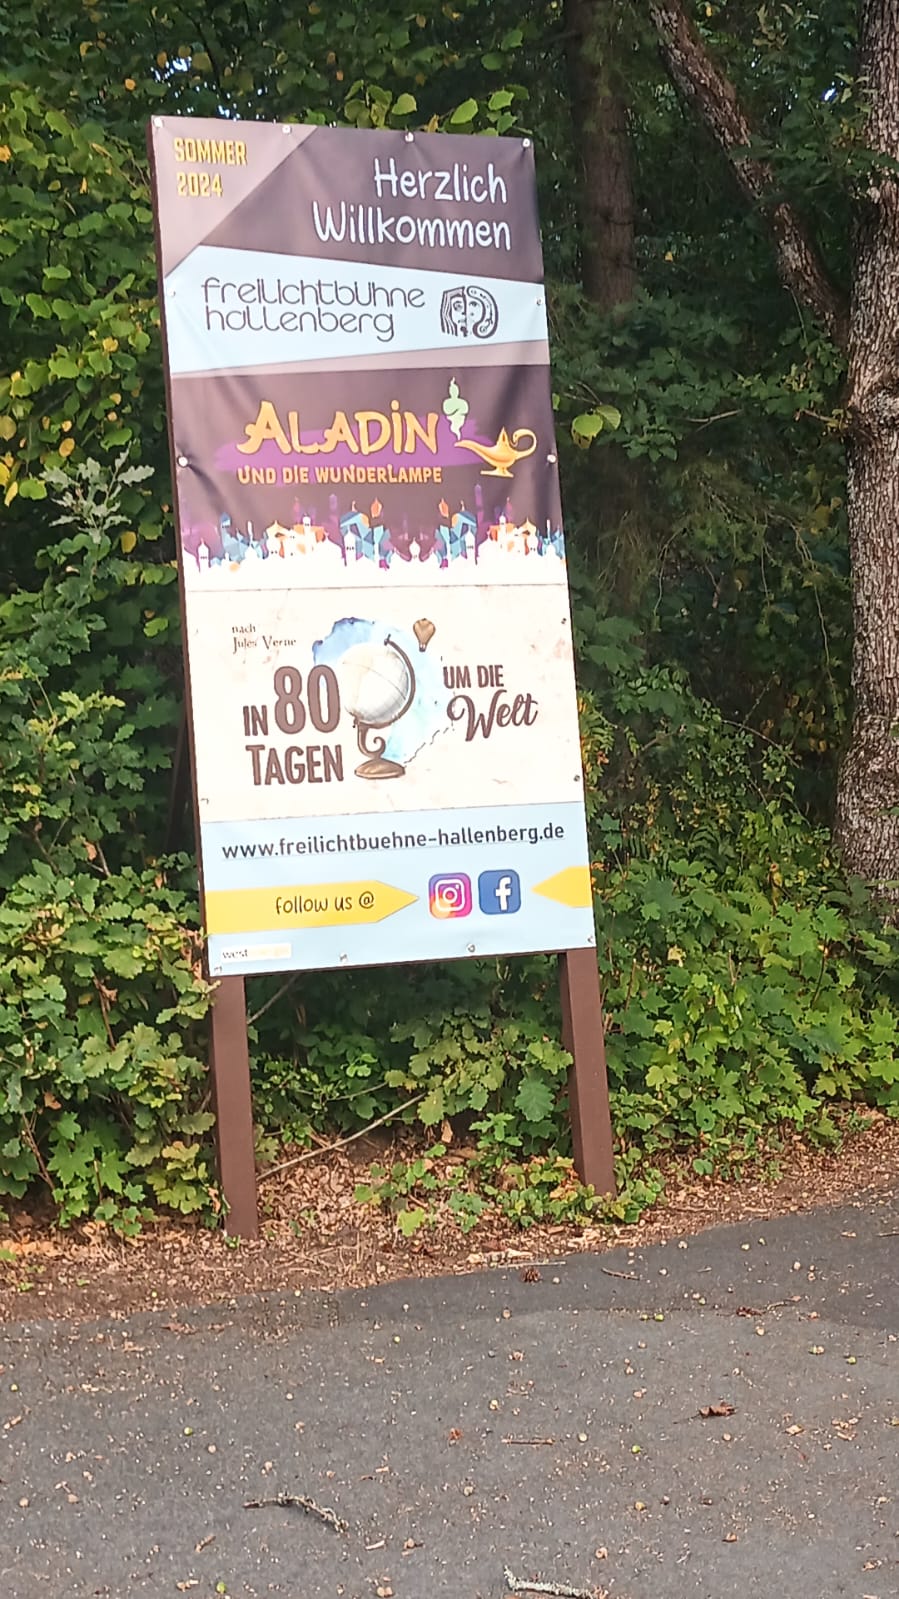 SOMMER
2024
Herzlich
Willkommen
freilichtbühne
hallenberg
ALADIN
UND DIE WUNDERLAMPE
nach
Jules Verne
IN 80
TAGEN
UM DIE
Welt
www.freilichtbuehne-hallenberg.de
follow us @
west